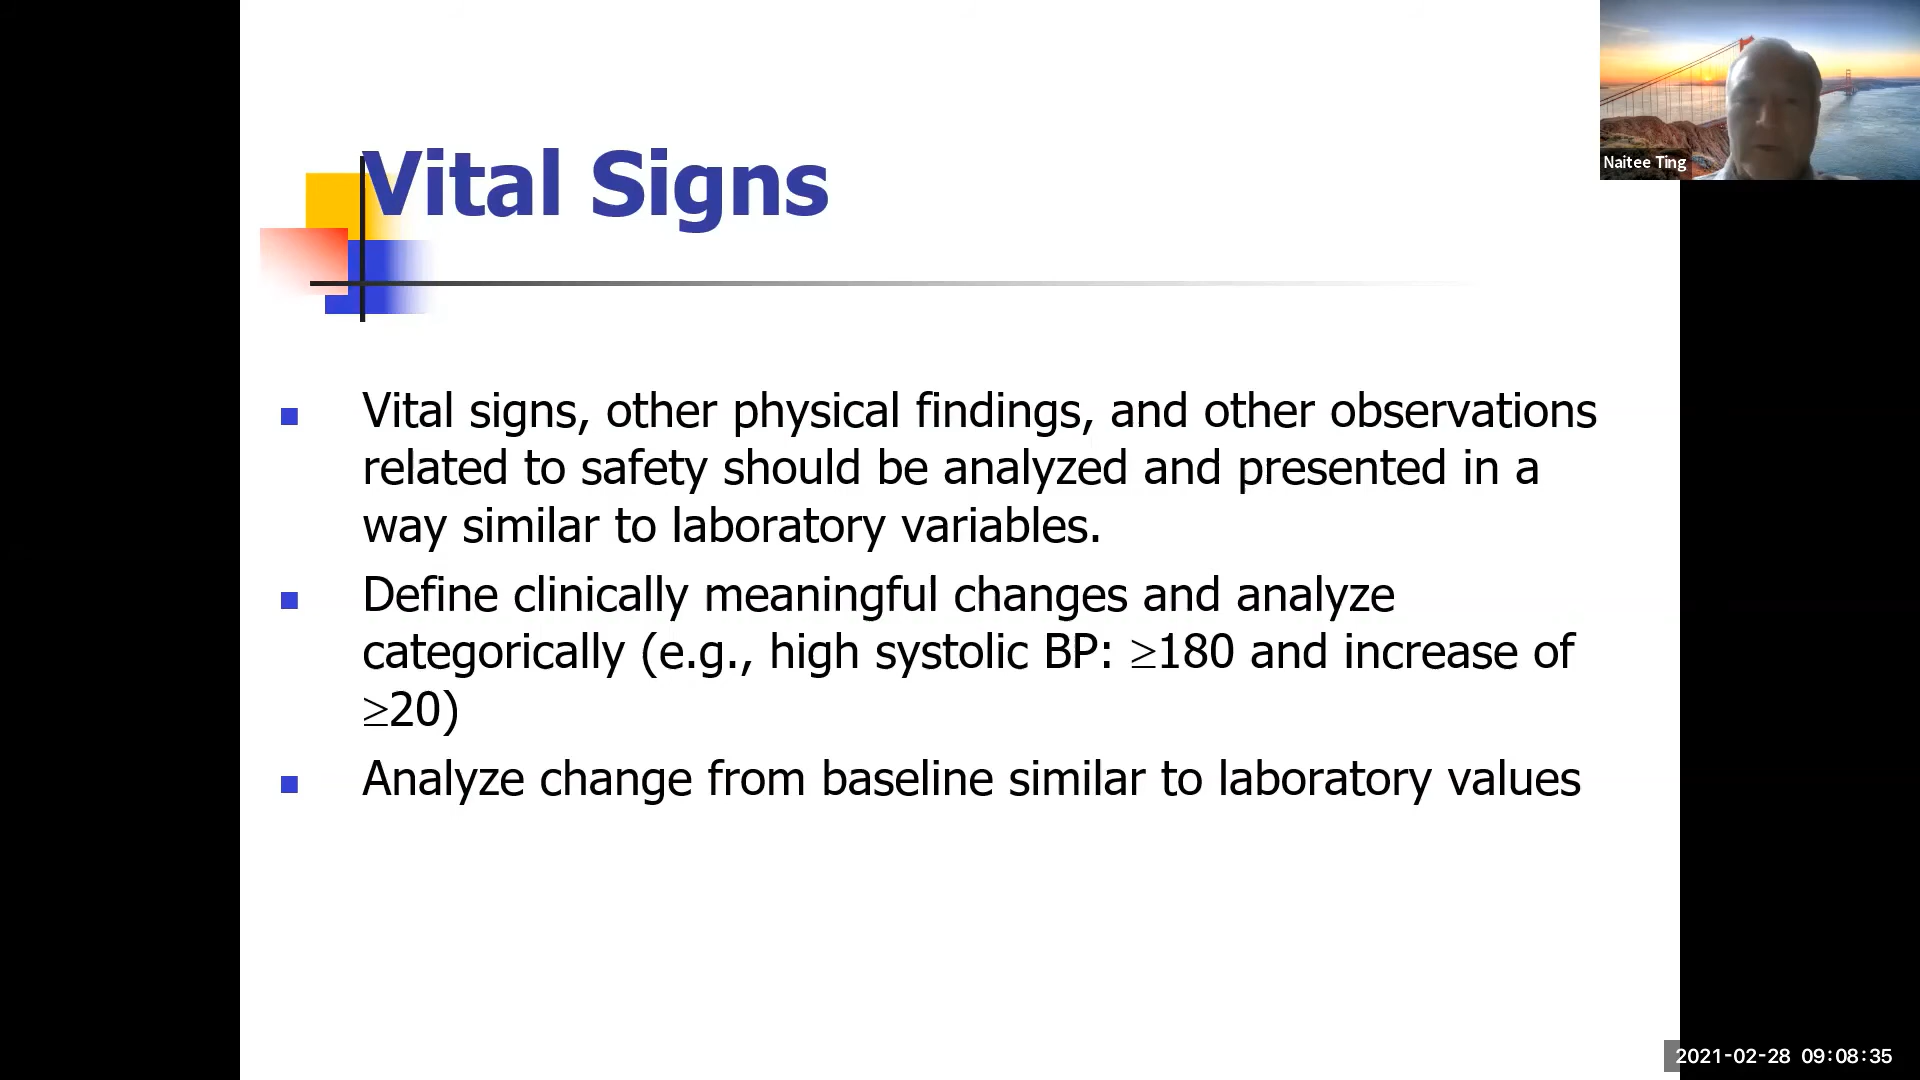 Vital Signs
Naitee Ting
Vital signs, other physical findings, and other observations
related to safety should be analyzed and presented in a
way similar to laboratory variables.
Define clinically meaningful changes and analyze
categorically (e.g., high systolic BP: ≥180 and increase of
≥20)
Analyze change from baseline similar to laboratory values
2021-02-28 09:08:35